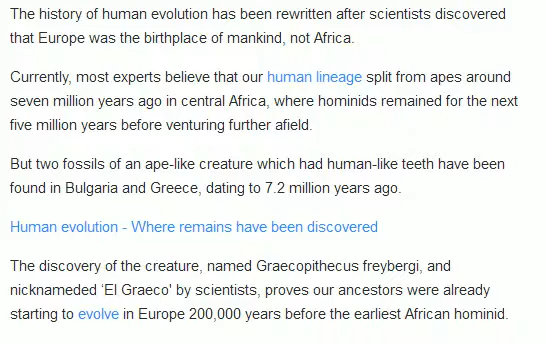 The history of human evolution has been rewritten after scientists discovered
that Europe was the birthplace of mankind, not Africa.
Currently, most experts believe that our human lineage split from apes around
seven million years ago in central Africa, where hominids remained for the next
five million years before venturing further afield.
But two fossils of an ape-like creature which had human-like teeth have been
found in Bulgaria and Greece, dating to 7.2 million years ago.
Human evolution - Where remains have been discovered
The discovery of the creature, named Graecopithecus freybergi, and
nicknameded ‘El Graeco' by scientists, proves our ancestors were already
starting to evolve in Europe 200,000 years before the earliest African hominid.